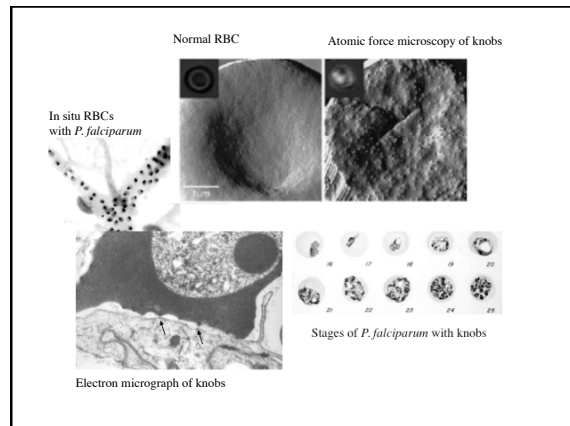 Normal RBC
Atomic force microscopy of knobs
In situ RBCs
with P. falciparum
16 17 18 19 20
21 22 23 24 25
Stages of P. falciparum with knobs
Electron micrograph of knobs